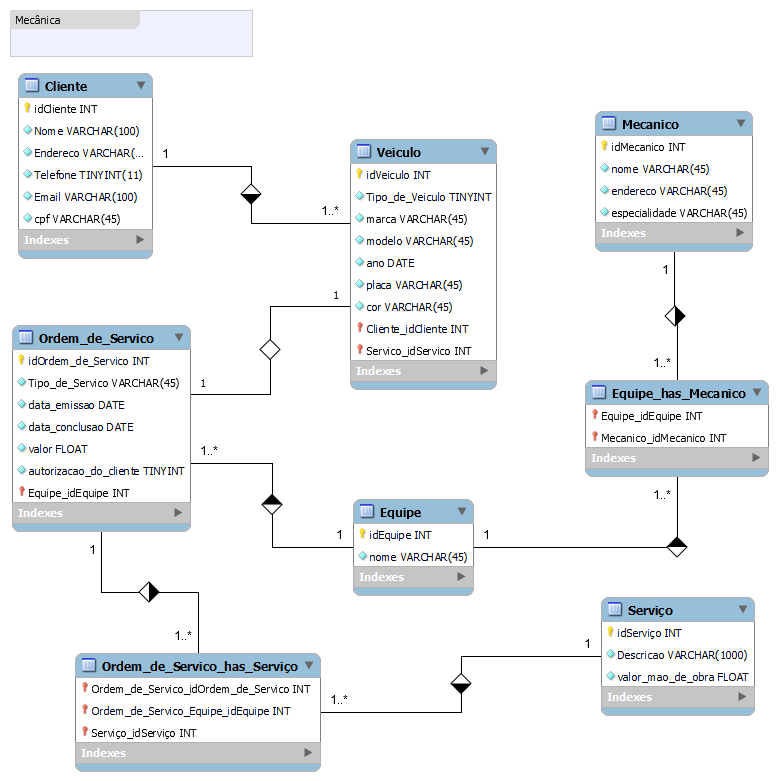 Mecânica
Cliente
idCliente INT
Nome VARCHAR(100)
Endereco VARCHAR(...
Telefone TINYINT(11)
Email VARCHAR(100)
cpf VARCHAR(45)
Indexes
1
1..*
Veiculo
idVeiculo INT
Tipo_de_Veiculo TINYINT
marca VARCHAR(45)
modelo VARCHAR(45)
ano DATE
placa VARCHAR(45)
cor VARCHAR(45)
Cliente_idCliente INT
Servico_idServico INT
Indexes
Mecanico
idMecanico INT
nome VARCHAR(45)
endereco VARCHAR(45)
especialidade VARCHAR(45)
Indexes
1
1..*
1
1
Ordem_de_Servico
idOrdem_de_Servico INT
Tipo_de_Servico VARCHAR(45)
data_emissao DATE
data_conclusao DATE
valor FLOAT
autorizacao_do_cliente TINYINT
Equipe_idEquipe INT
Indexes
Equipe_has_Mecanico
Equipe_idEquipe INT
Mecanico_idMecanico INT
Indexes
1..*
1
Equipe
idEquipe INT
nome VARCHAR(45)
Indexes
1
1..*
1
1..*
Ordem_de_Servico_has_Serviço
Ordem_de_Servico_idOrdem_de_Servico INT
Ordem_de_Servico_Equipe_idEquipe INT
Serviço_idServiço INT
Indexes
1..*
1
Serviço
idServiço INT
Descricao VARCHAR(1000)
valor_mao_de_obra FLOAT
Indexes